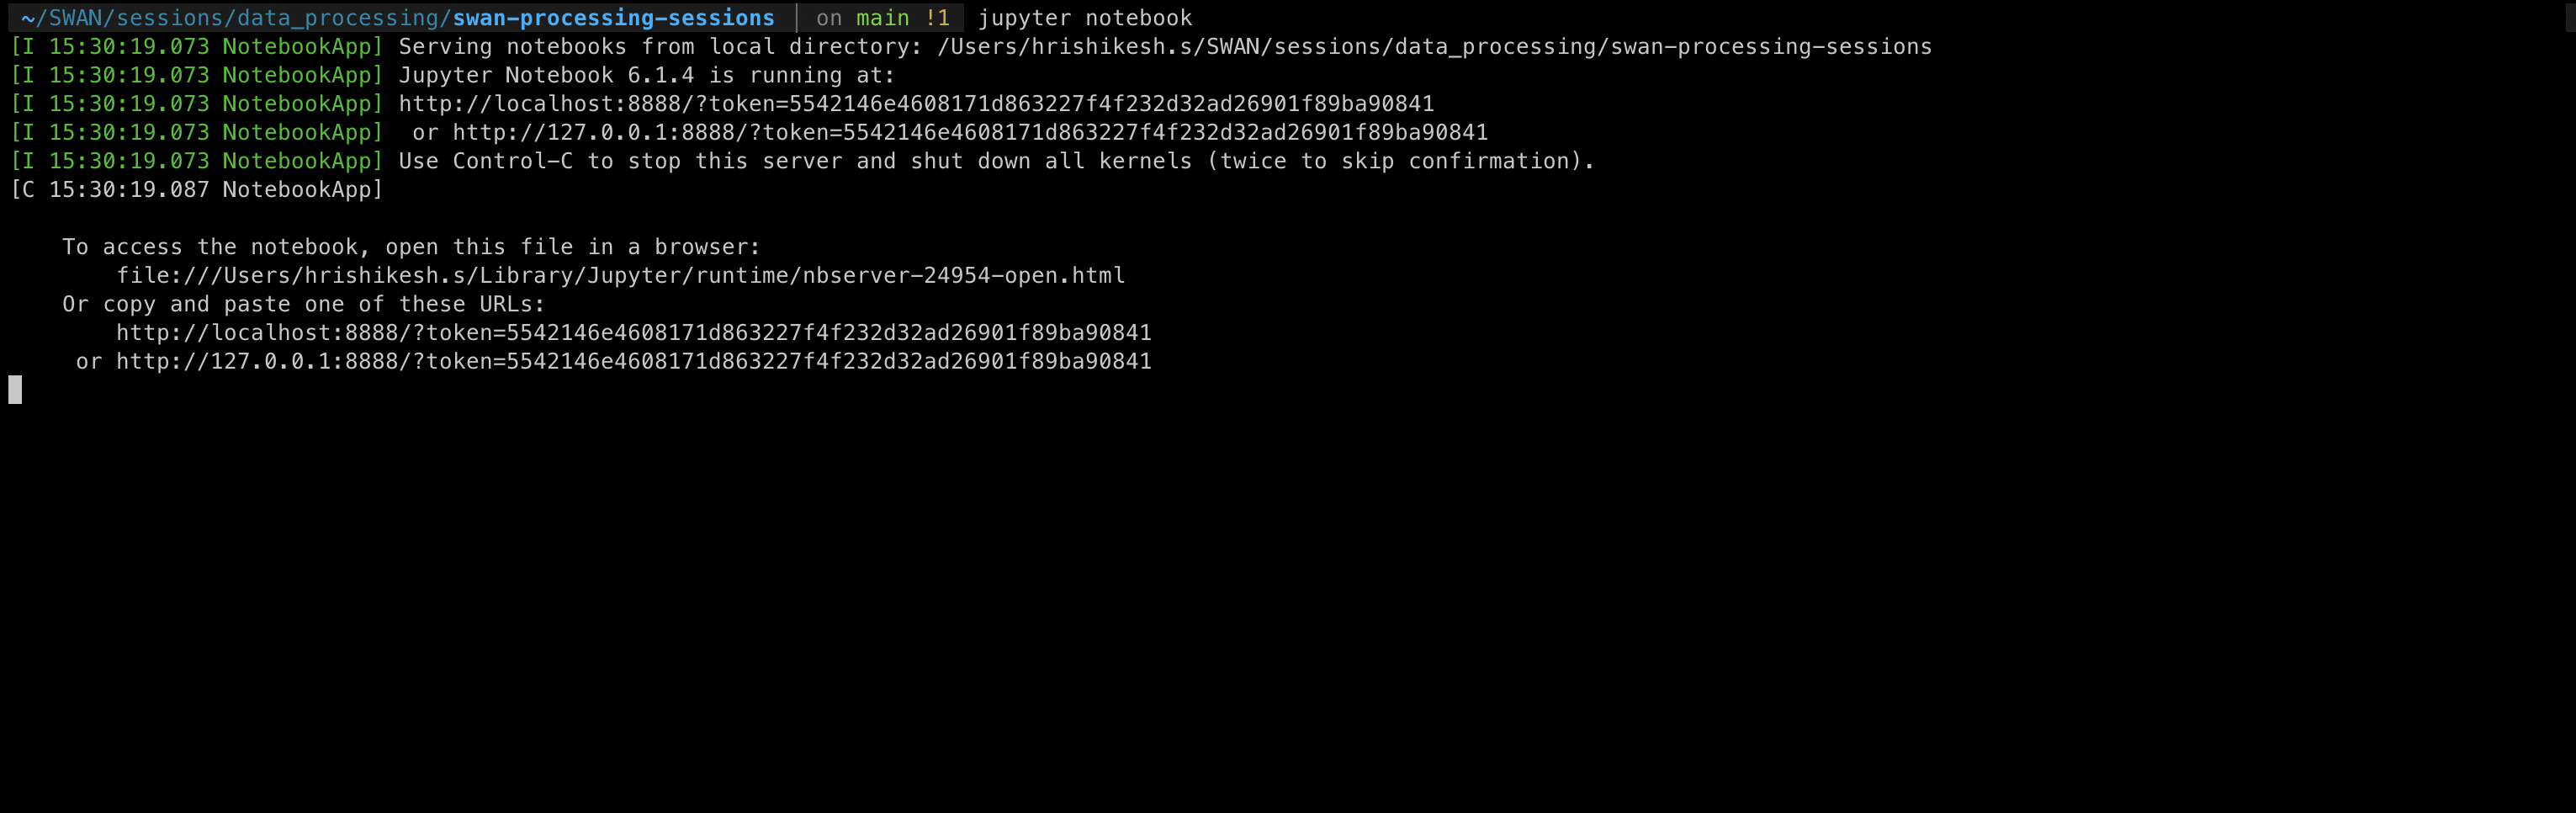 ~/SWAN/sessions/data_processing/swan-processing-sessions | on main !1 jupyter notebook
[I 15:30:19.073 NotebookApp] Serving notebooks from local directory: /Users/hrishikesh.s/SWAN/sessions/data_processing/swan-processing-sessions
[I 15:30:19.073 NotebookApp] Jupyter Notebook 6.1.4 is running at:
[I 15:30:19.073 NotebookApp] http://localhost:8888/?token=5542146e4608171d863227f4f232d32ad26901f89ba90841
[I 15:30:19.073 NotebookApp]  or http://127.0.0.1:8888/?token=5542146e4608171d863227f4f232d32ad26901f89ba90841
[I 15:30:19.073 NotebookApp] Use Control-C to stop this server and shut down all kernels (twice to skip confirmation).
[C 15:30:19.087 NotebookApp]
To access the notebook, open this file in a browser:
file:///Users/hrishikesh.s/Library/Jupyter/runtime/nbserver-24954-open.html
Or copy and paste one of these URLs:
http://localhost:8888/?token=5542146e4608171d863227f4f232d32ad26901f89ba90841
or http://127.0.0.1:8888/?token=5542146e4608171d863227f4f232d32ad26901f89ba90841